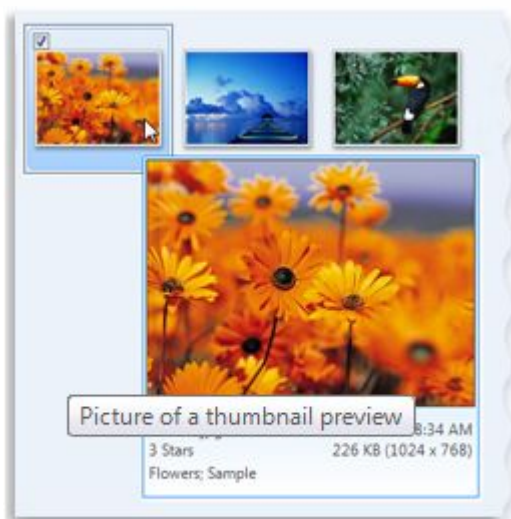 Picture of a thumbnail preview
8:34 AM
3 Stars 226 KB (1024 x 768)
Flowers; Sample